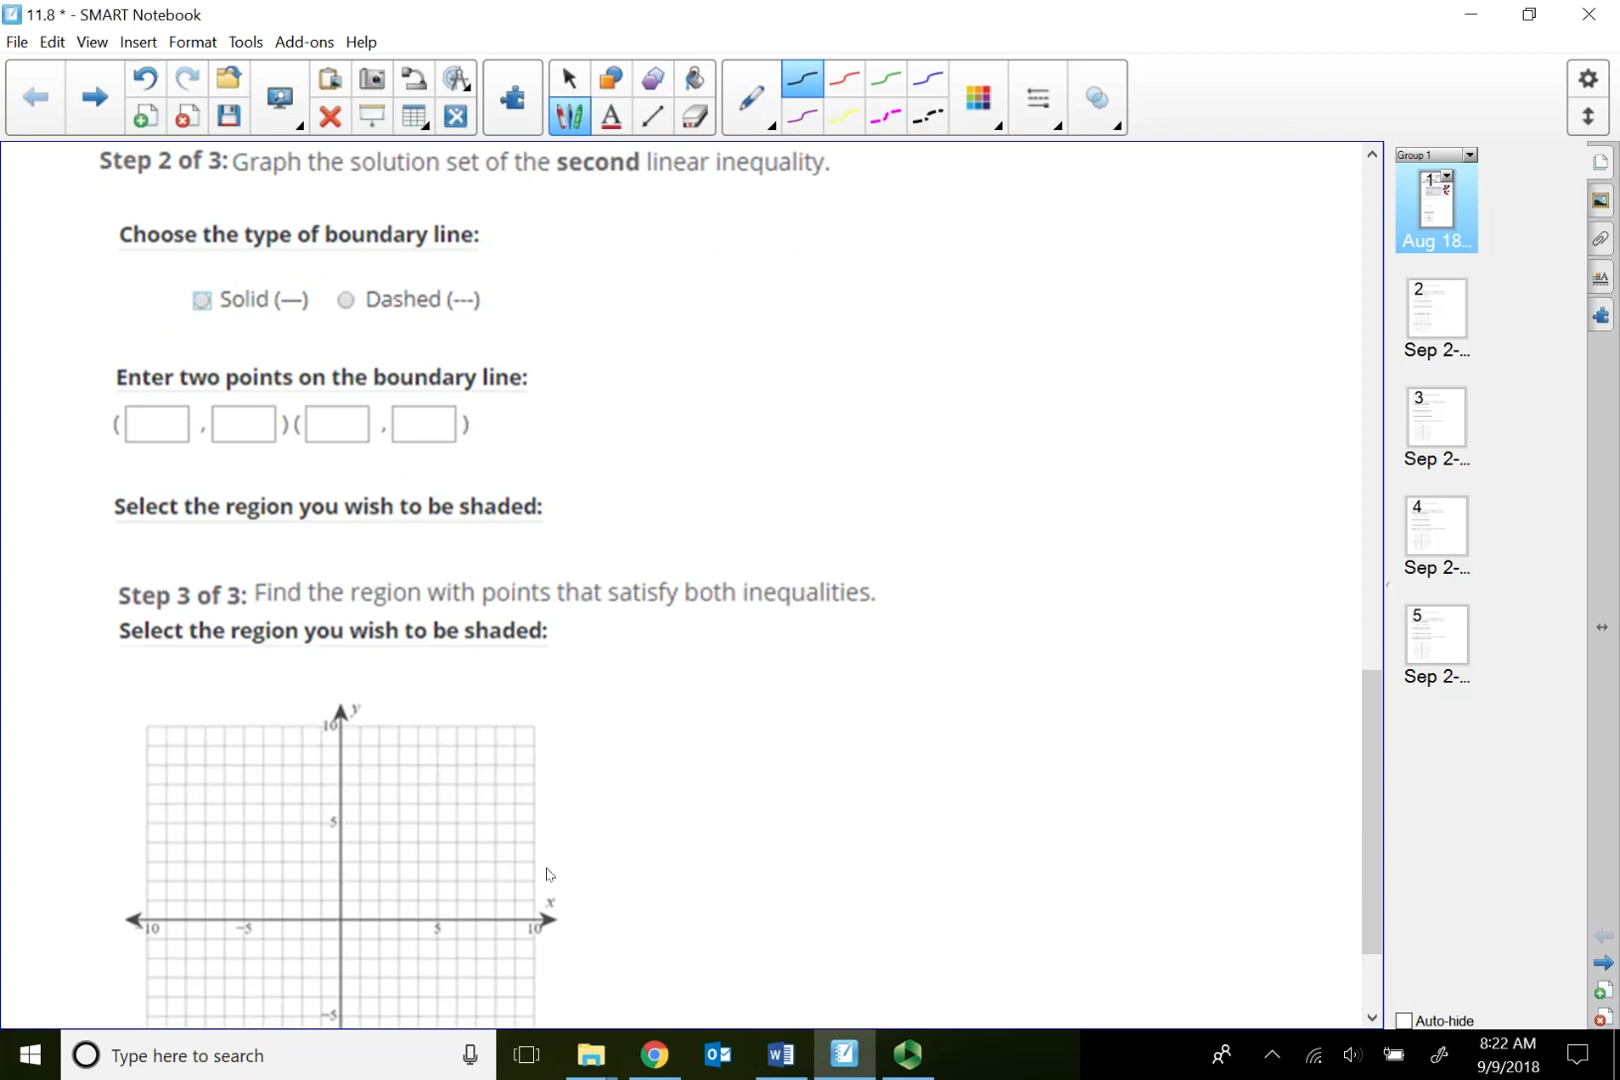 11.8 * - SMART Notebook
File Edit View Insert Format Tools Add-ons Help
Step 2 of 3: Graph the solution set of the second linear inequality.
Choose the type of boundary line:
Solid (—) Dashed (---)
Enter two points on the boundary line:
( , ) ( , )
Select the region you wish to be shaded:
Step 3 of 3: Find the region with points that satisfy both inequalities.
Select the region you wish to be shaded:
y
10
5
x
-10 -5 5 10
-5
Group 1
1
Aug 18...
2
Sep 2-...
3
Sep 2-...
4
Sep 2-...
5
Sep 2-...
Auto-hide
Type here to search
8:22 AM
9/9/2018